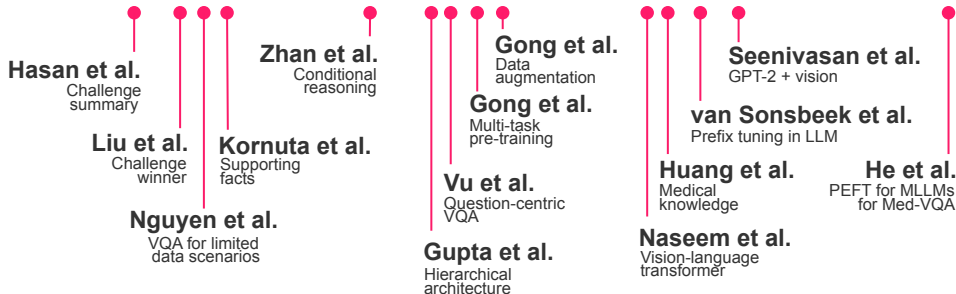 Hasan et al.
Challenge
summary
Liu et al.
Challenge
winner
Nguyen et al.
VQA for limited
data scenarios
Kornuta et al.
Supporting
facts
Zhan et al.
Conditional
reasoning
Gupta et al.
Hierarchical
architecture
Vu et al.
Question-centric
VQA
Gong et al.
Multi-task
pre-training
Gong et al.
Data
augmentation
Naseem et al.
Vision-language
transformer
Huang et al.
Medical
knowledge
van Sonsbeek et al.
Prefix tuning in LLM
Seenivasan et al.
GPT-2 + vision
He et al.
PEFT for MLLMs
for Med-VQA